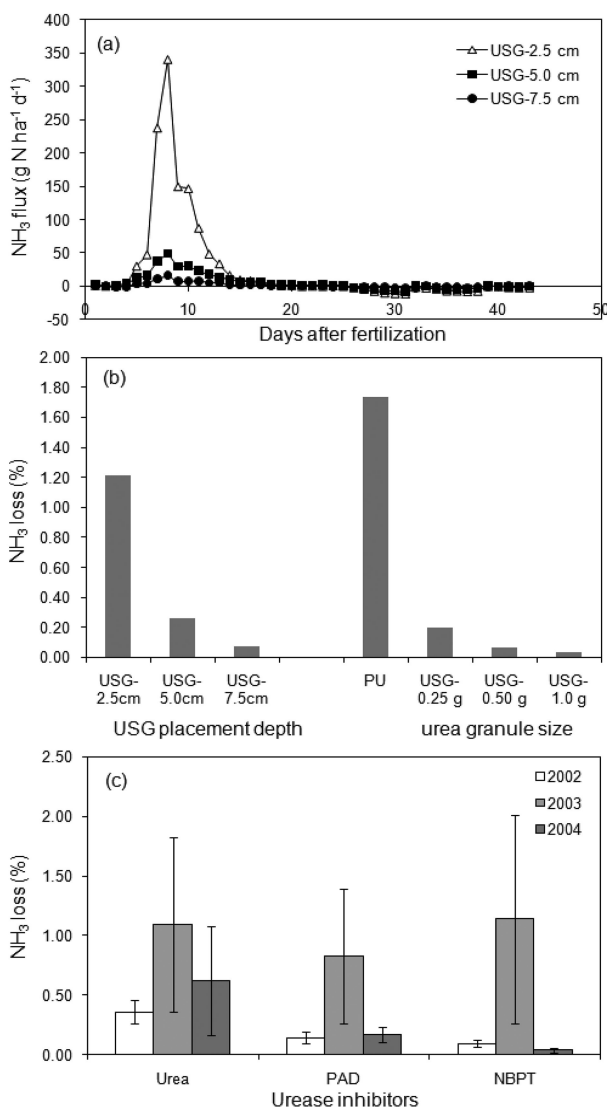 (a)
400
350
300
250
200
150
100
50
0
-50
NH₃ flux (g N ha⁻¹ d⁻¹)
USG-2.5 cm
USG-5.0 cm
USG-7.5 cm
0 10 20 30 40 50
Days after fertilization
(b)
2.00
1.80
1.60
1.40
1.20
1.00
0.80
0.60
0.40
0.20
0.00
NH₃ loss (%)
USG- USG- USG- PU USG- USG- USG-
2.5cm 5.0cm 7.5cm 0.25 g 0.50 g 1.0 g
USG placement depth urea granule size
(c)
2.50
2.00
1.50
1.00
0.50
0.00
NH₃ loss (%)
2002
2003
2004
Urea PAD NBPT
Urease inhibitors